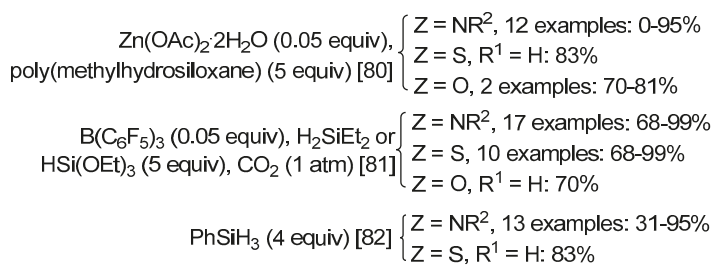 Zn(OAc)₂·2H₂O (0.05 equiv),
poly(methylhydrosiloxane) (5 equiv) [80]
Z = NR², 12 examples: 0-95%
Z = S, R¹ = H: 83%
Z = O, 2 examples: 70-81%
B(C₆F₅)₃ (0.05 equiv), H₂SiEt₂ or
HSi(OEt)₃ (5 equiv), CO₂ (1 atm) [81]
Z = NR², 17 examples: 68-99%
Z = S, 10 examples: 68-99%
Z = O, R¹ = H: 70%
PhSiH₃ (4 equiv) [82]
Z = NR², 13 examples: 31-95%
Z = S, R¹ = H: 83%